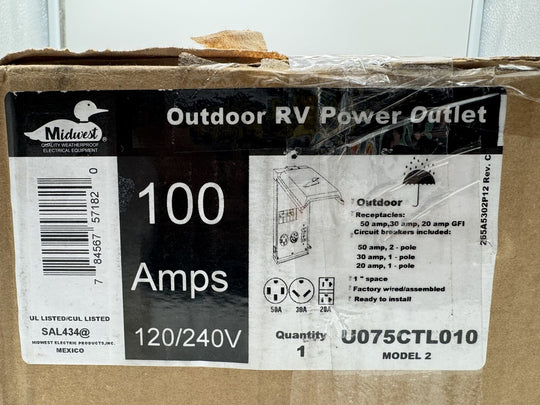 Outdoor RV Power Outlet
Midwest®
QUALITY WEATHERPROOF
ELECTRICAL EQUIPMENT
7 84567 57182 0
UL LISTED/CUL LISTED
SAL434@
MIDWEST ELECTRIC PRODUCTS, INC.
MEXICO
100
Amps
120/240V
50A 30A 20A
Outdoor
Receptacles:
50 amp,30 amp, 20 amp GFI
Circuit breakers included:
50 amp, 2 - pole
30 amp, 1 - pole
20 amp, 1 - pole
1 " space
Factory wired/assembled
Ready to install
265A5302P12 Rev. C
Quantity
1
U075CTL010
MODEL 2